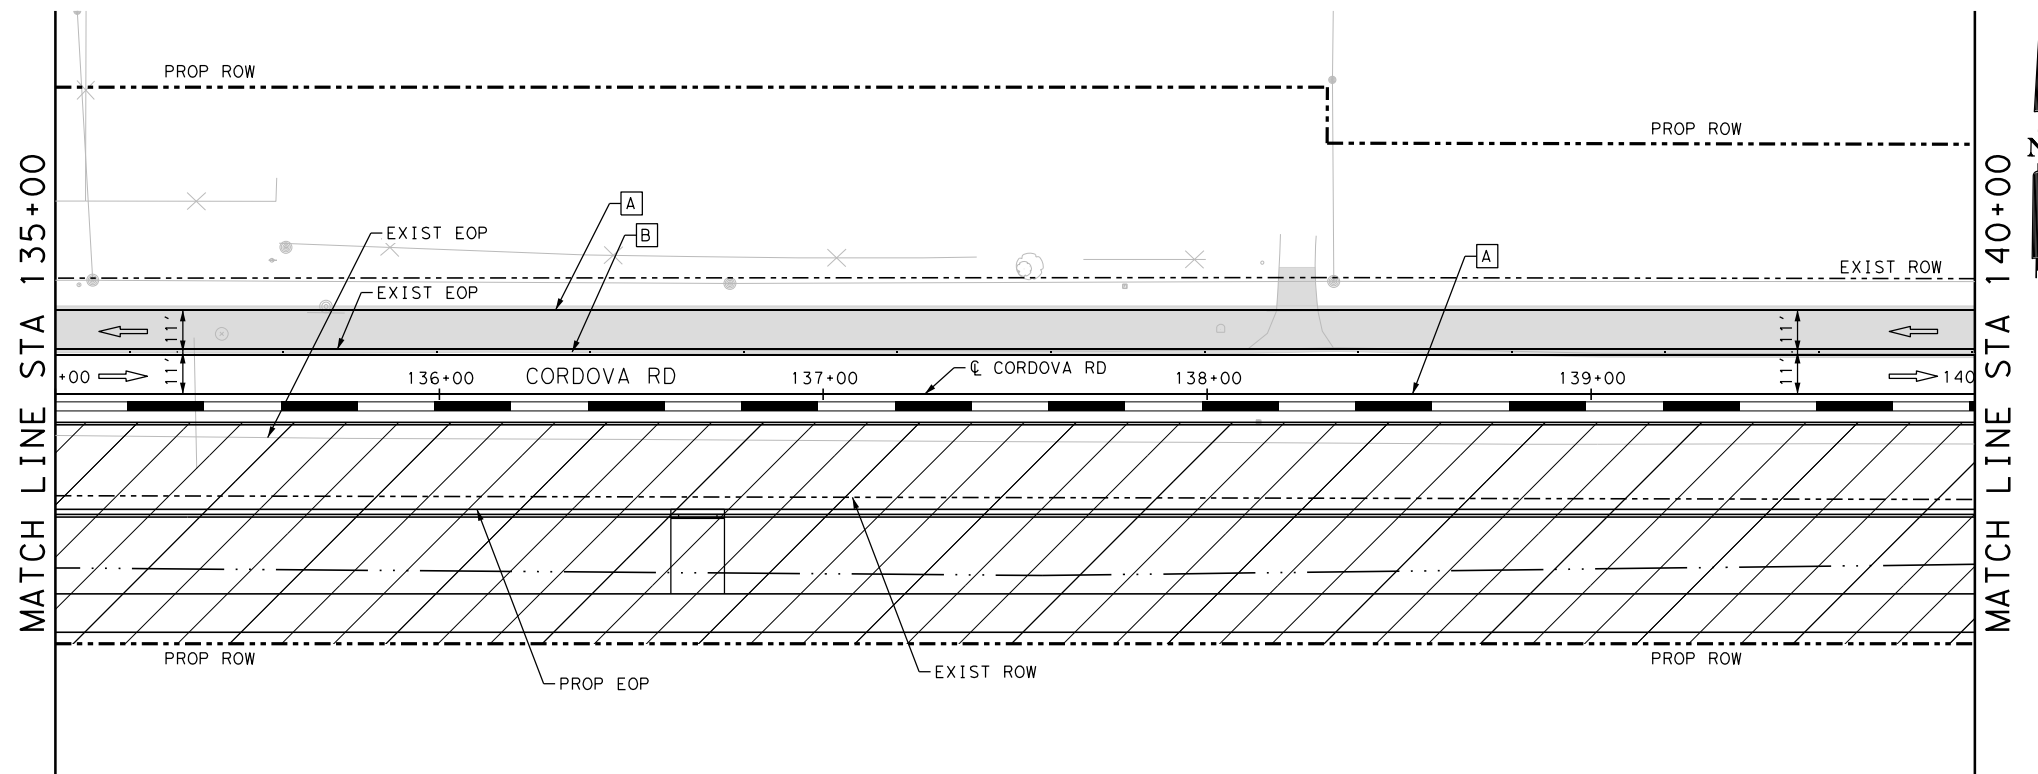 PROP ROW
PROP ROW
N
MATCH LINE STA 135+00
MATCH LINE STA 140+00
A
B
EXIST EOP
A
EXIST ROW
EXIST EOP
11'
11'
11'
11'
+00
136+00
CORDOVA RD
137+00
℄ CORDOVA RD
138+00
139+00
140
PROP ROW
PROP EOP
EXIST ROW
PROP ROW